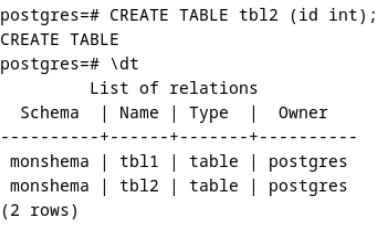 postgres=# CREATE TABLE tbl2 (id int);
CREATE TABLE
postgres=# \dt
         List of relations
  Schema  | Name | Type  |  Owner
----------+------+-------+----------
 monshema | tbl1 | table | postgres
 monshema | tbl2 | table | postgres
(2 rows)